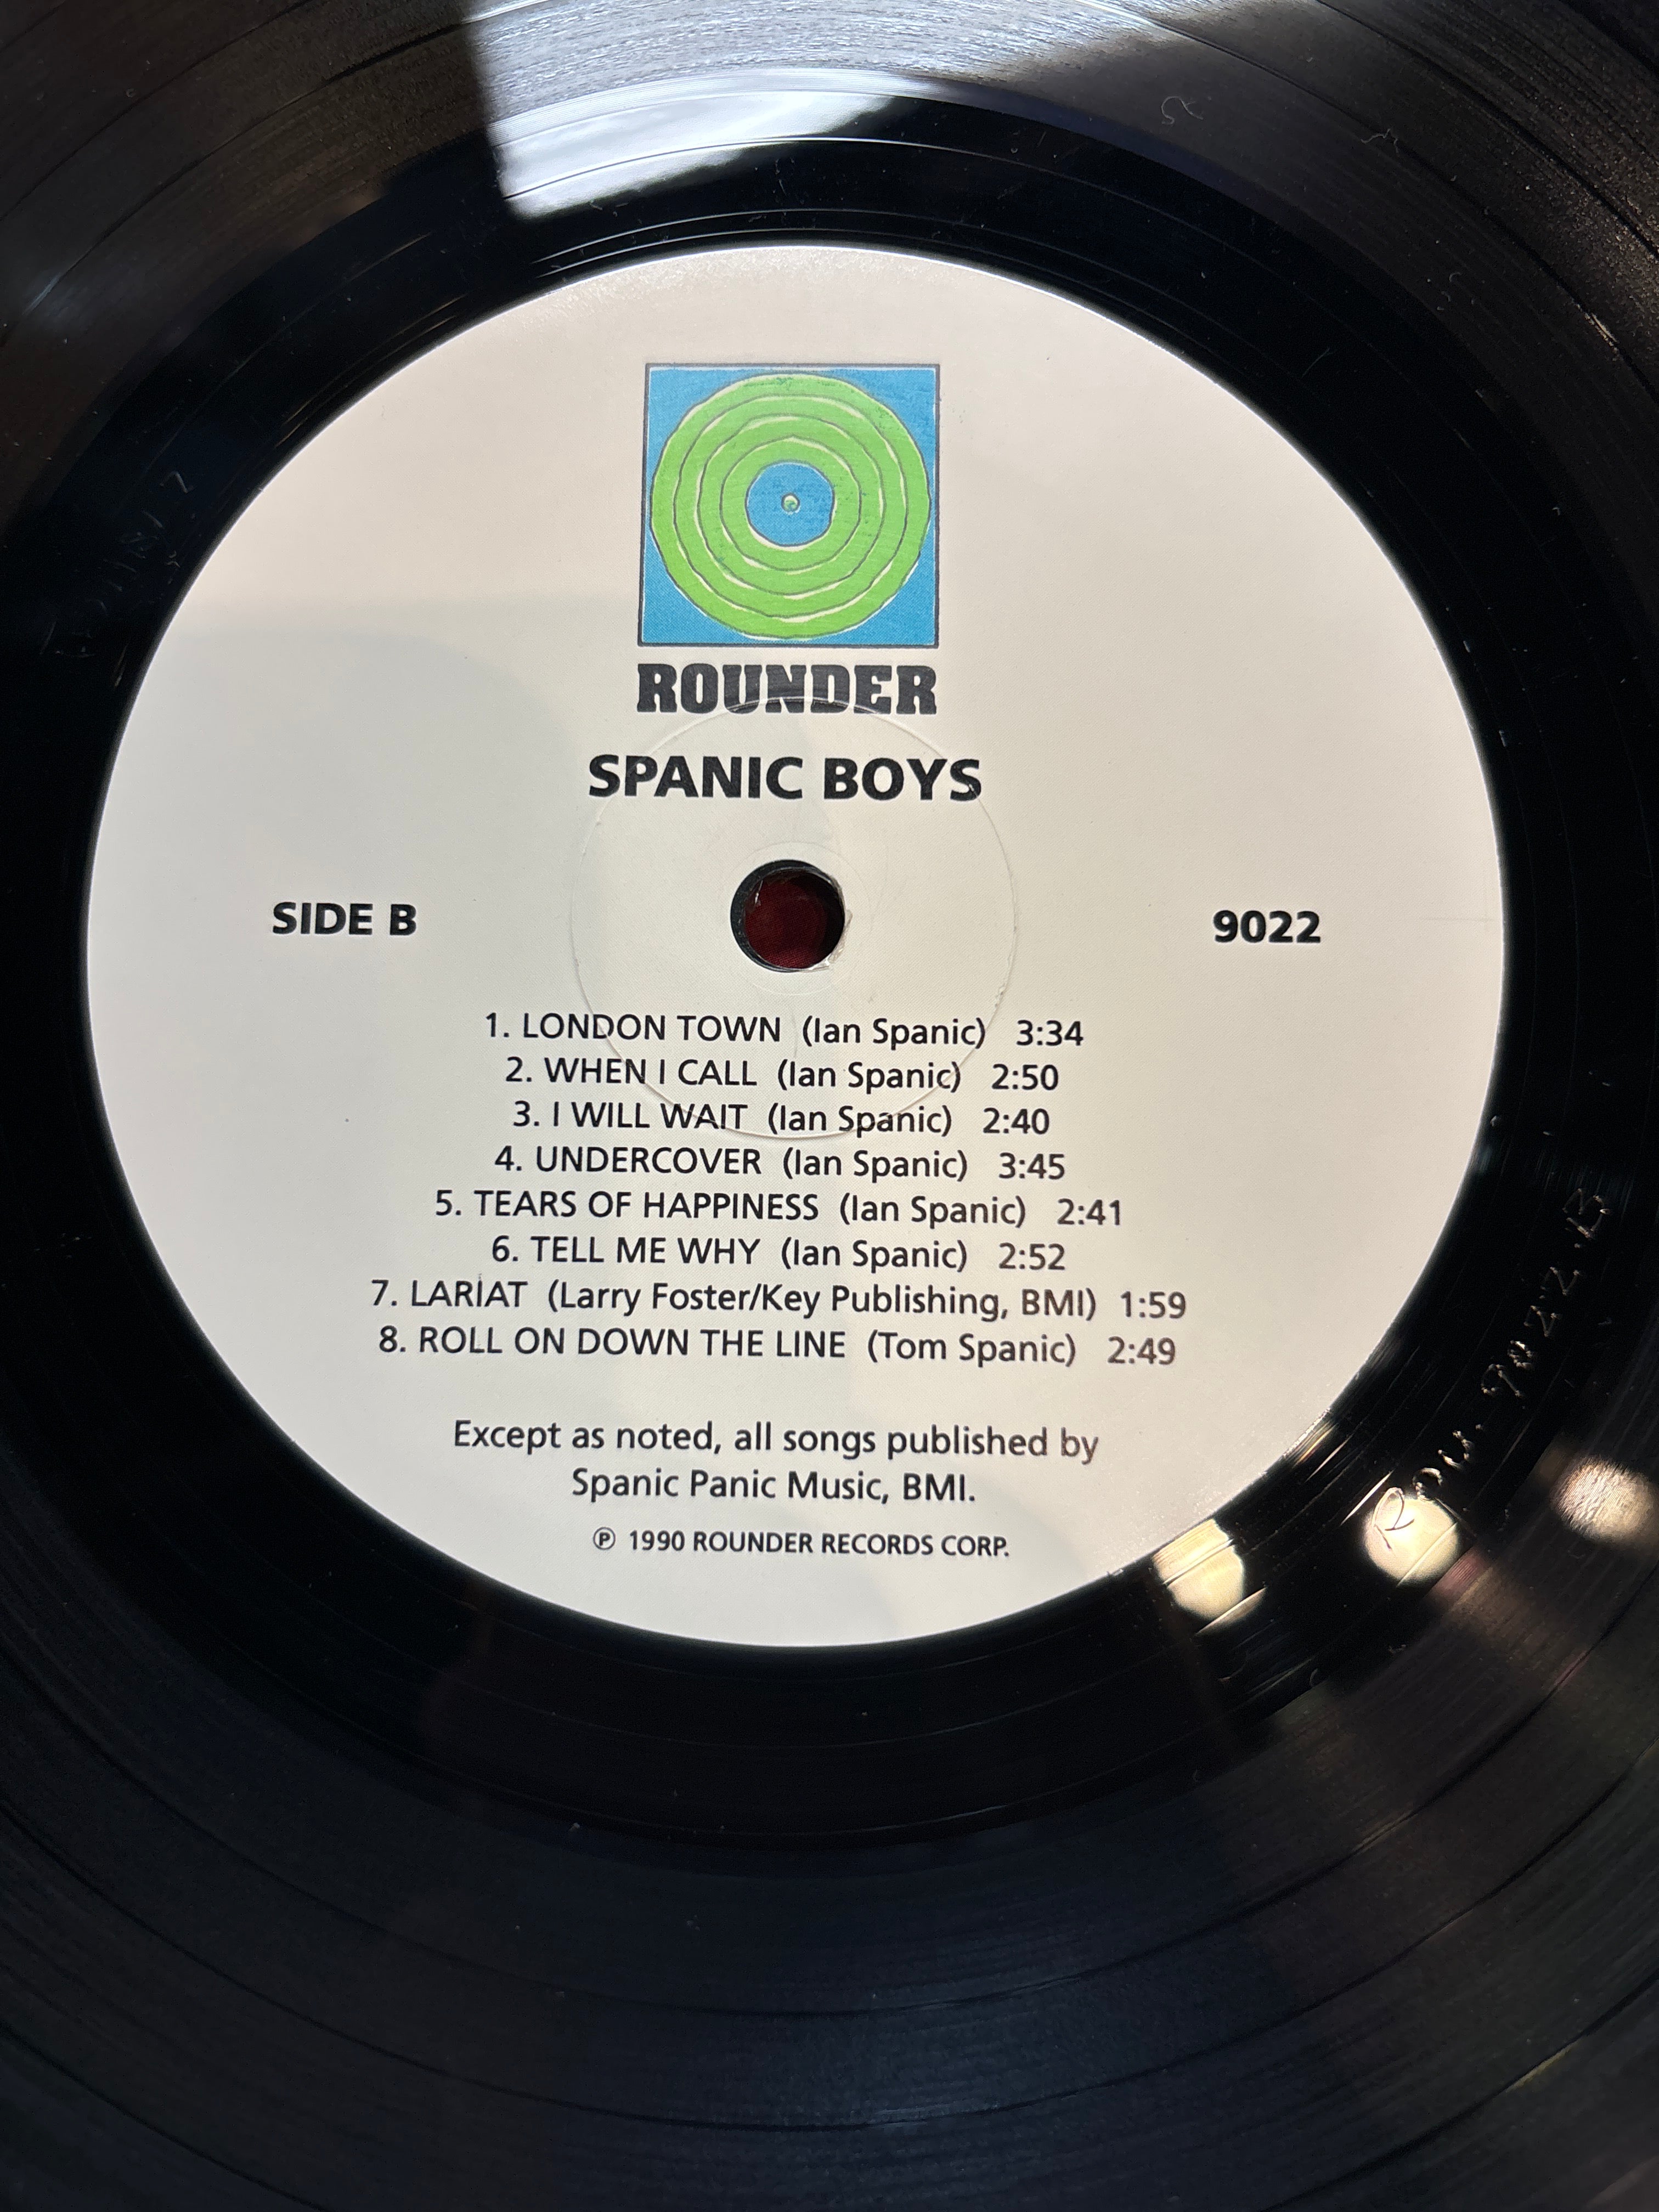 ROUNDER
SPANIC BOYS
SIDE B
9022
1. LONDON TOWN (Ian Spanic) 3:34
2. WHEN I CALL (Ian Spanic) 2:50
3. I WILL WAIT (Ian Spanic) 2:40
4. UNDERCOVER (Ian Spanic) 3:45
5. TEARS OF HAPPINESS (Ian Spanic) 2:41
6. TELL ME WHY (Ian Spanic) 2:52
7. LARIAT (Larry Foster/Key Publishing, BMI) 1:59
8. ROLL ON DOWN THE LINE (Tom Spanic) 2:49
Except as noted, all songs published by
Spanic Panic Music, BMI.
℗ 1990 ROUNDER RECORDS CORP.
Rou. 9022.B